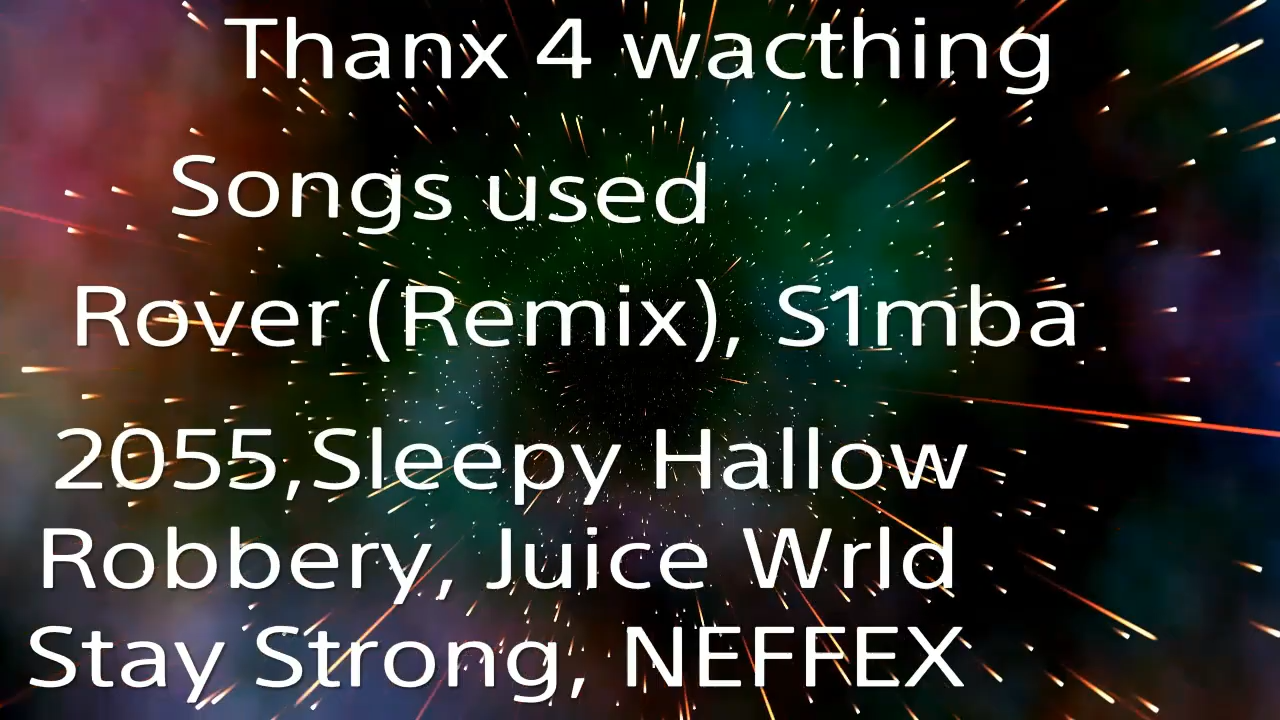 Thanx 4 wacthing
Songs used
Rover (Remix), S1mba
2055,Sleepy Hallow
Robbery, Juice Wrld
Stay Strong, NEFFEX